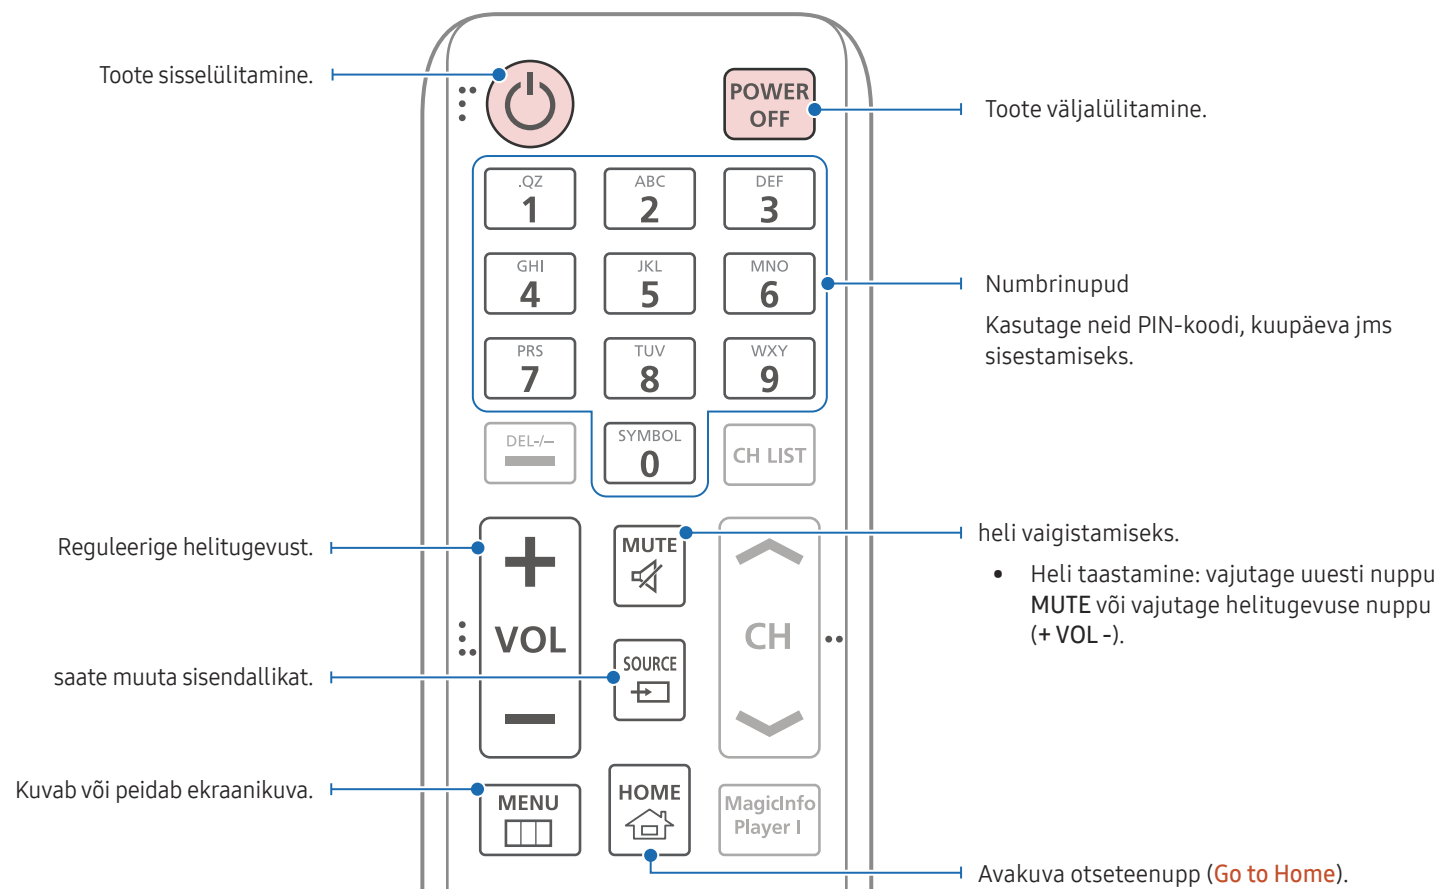 Toote sisselülitamine.
POWER
OFF
Toote väljalülitamine.
.QZ
1
ABC
2
DEF
3
GHI
4
JKL
5
MNO
6
Numbrinupud
Kasutage neid PIN-koodi, kuupäeva jms
sisestamiseks.
PRS
7
TUV
8
WXY
9
DEL-/--
SYMBOL
0
CH LIST
Reguleerige helitugevust.
MUTE
heli vaigistamiseks.
• Heli taastamine: vajutage uuesti nuppu
MUTE või vajutage helitugevuse nuppu
(+ VOL -).
+
VOL
−
CH
saate muuta sisendallikat.
SOURCE
Kuvab või peidab ekraanikuva.
MENU
HOME
MagicInfo
Player I
Avakuva otseteenupp (Go to Home).